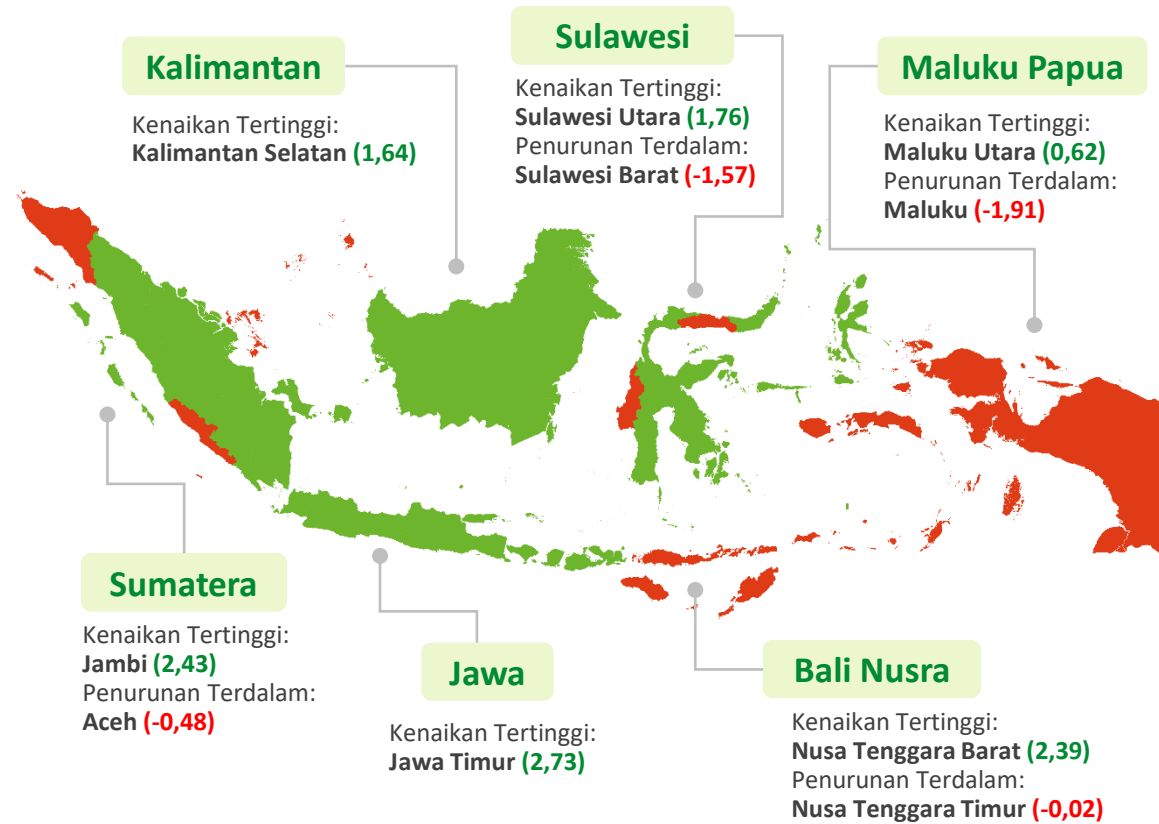 Kalimantan
Kenaikan Tertinggi:
Kalimantan Selatan (1,64)
Sulawesi
Kenaikan Tertinggi:
Sulawesi Utara (1,76)
Penurunan Terdalam:
Sulawesi Barat (-1,57)
Maluku Papua
Kenaikan Tertinggi:
Maluku Utara (0,62)
Penurunan Terdalam:
Maluku (-1,91)
Sumatera
Kenaikan Tertinggi:
Jambi (2,43)
Penurunan Terdalam:
Aceh (-0,48)
Jawa
Kenaikan Tertinggi:
Jawa Timur (2,73)
Bali Nusra
Kenaikan Tertinggi:
Nusa Tenggara Barat (2,39)
Penurunan Terdalam:
Nusa Tenggara Timur (-0,02)